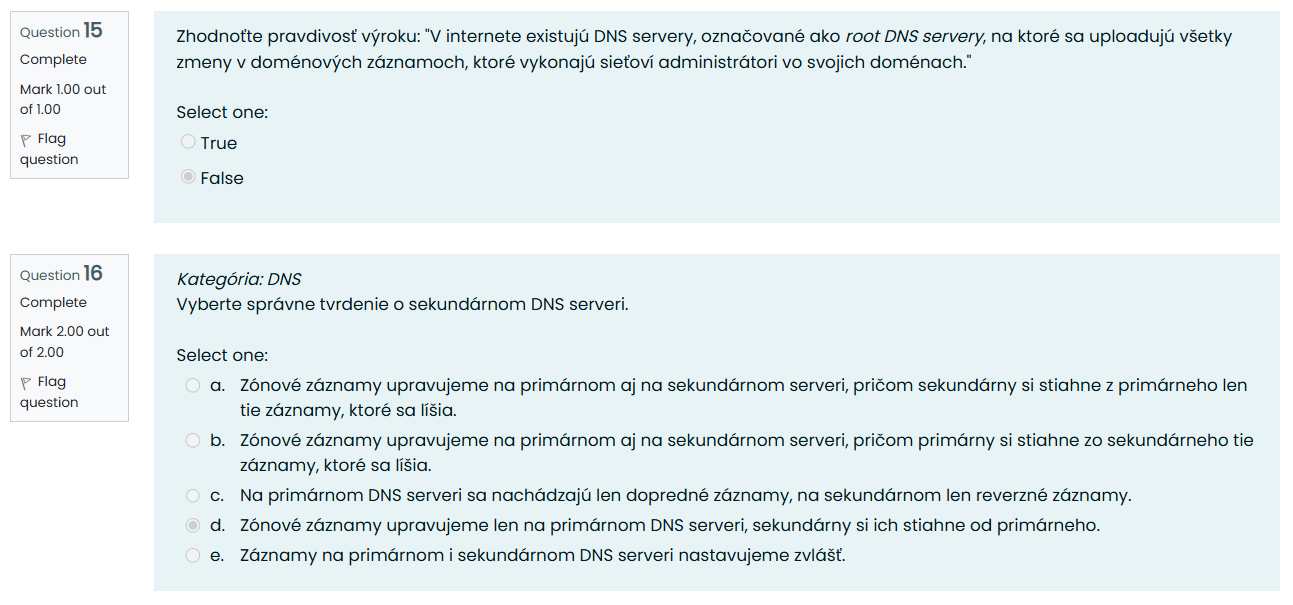 Question 15
Complete
Mark 1.00 out
of 1.00
Flag
question
Zhodnoťte pravdivosť výroku: "V internete existujú DNS servery, označované ako root DNS servery, na ktoré sa uploadujú všetky
zmeny v doménových záznamoch, ktoré vykonajú sieťoví administrátori vo svojich doménach."
Select one:
True
False
Question 16
Complete
Mark 2.00 out
of 2.00
Flag
question
Kategória: DNS
Vyberte správne tvrdenie o sekundárnom DNS serveri.
Select one:
a. Zónové záznamy upravujeme na primárnom aj na sekundárnom serveri, pričom sekundárny si stiahne z primárneho len
tie záznamy, ktoré sa líšia.
b. Zónové záznamy upravujeme na primárnom aj na sekundárnom serveri, pričom primárny si stiahne zo sekundárneho tie
záznamy, ktoré sa líšia.
c. Na primárnom DNS serveri sa nachádzajú len dopredné záznamy, na sekundárnom len reverzné záznamy.
d. Zónové záznamy upravujeme len na primárnom DNS serveri, sekundárny si ich stiahne od primárneho.
e. Záznamy na primárnom i sekundárnom DNS serveri nastavujeme zvlášť.